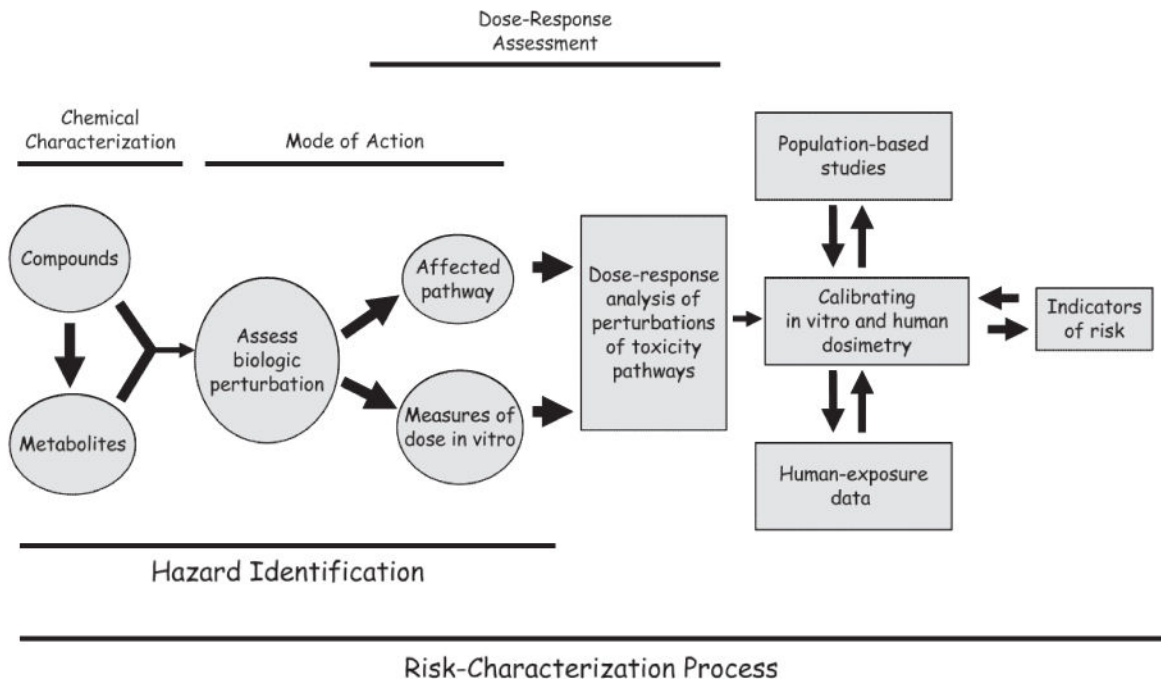 Dose-Response
Assessment
Chemical
Characterization
Mode of Action
Compounds
Metabolites
Assess
biologic
perturbation
Affected
pathway
Measures of
dose in vitro
Dose-response
analysis of
perturbations
of toxicity
pathways
Population-based
studies
Calibrating
in vitro and human
dosimetry
Human-exposure
data
Indicators
of risk
Hazard Identification
Risk-Characterization Process